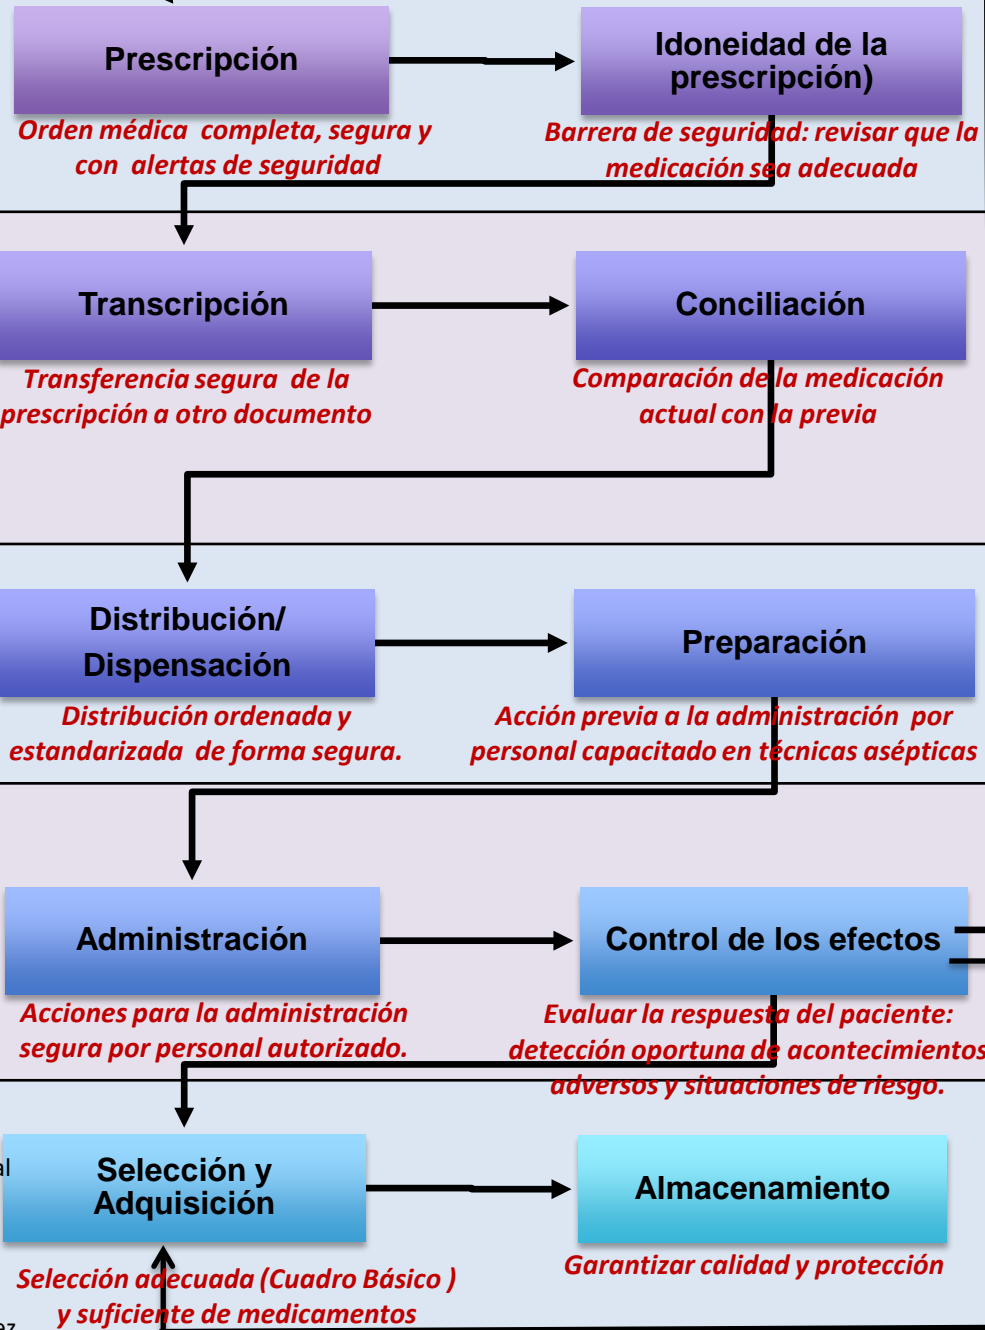 Prescripción
Idoneidad de la
prescripción)
Orden médica completa, segura y
con alertas de seguridad
Barrera de seguridad: revisar que la
medicación sea adecuada
Transcripción
Conciliación
Transferencia segura de la
prescripción a otro documento
Comparación de la medicación
actual con la previa
Distribución/
Dispensación
Preparación
Distribución ordenada y
estandarizada de forma segura.
Acción previa a la administración por
personal capacitado en técnicas asépticas
Administración
Control de los efectos
Acciones para la administración
segura por personal autorizado.
Evaluar la respuesta del paciente:
detección oportuna de acontecimientos
adversos y situaciones de riesgo.
Selección y
Adquisición
Almacenamiento
Selección adecuada (Cuadro Básico )
y suficiente de medicamentos
Garantizar calidad y protección